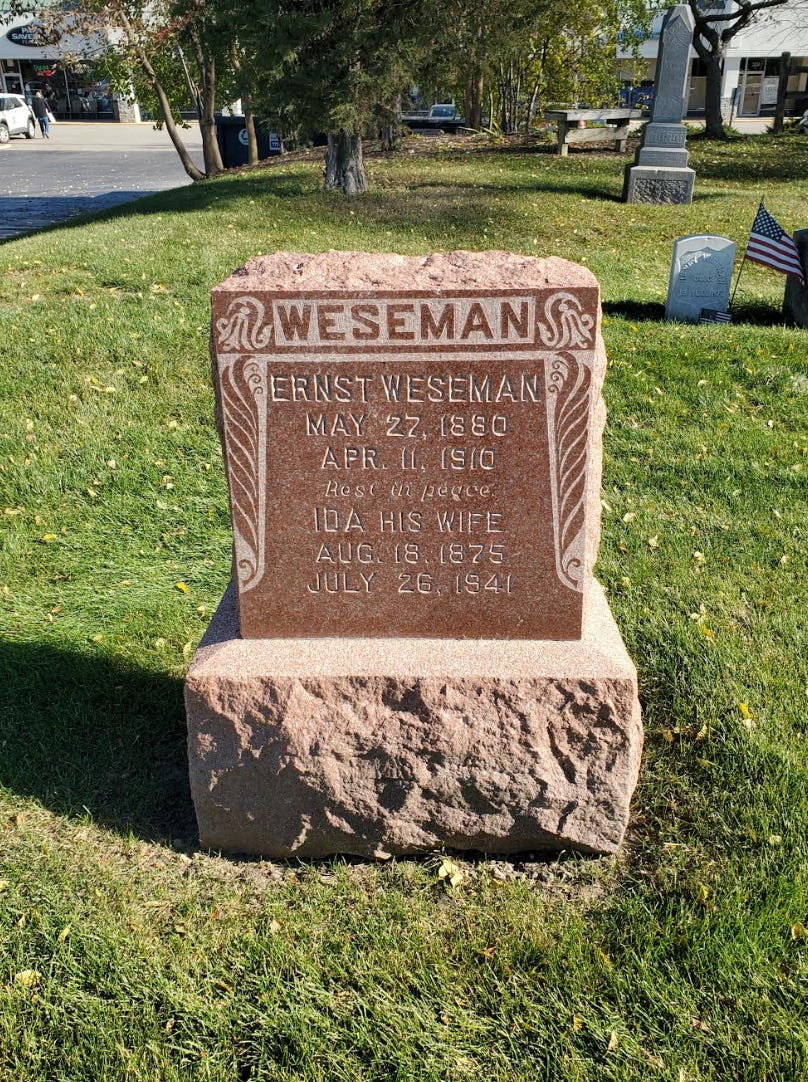 WESEMAN
ERNST WESEMAN
MAY 27, 1880
APR. 11, 1910
Rest in peace.
IDA HIS WIFE
AUG. 18, 1875
JULY 26, 1941